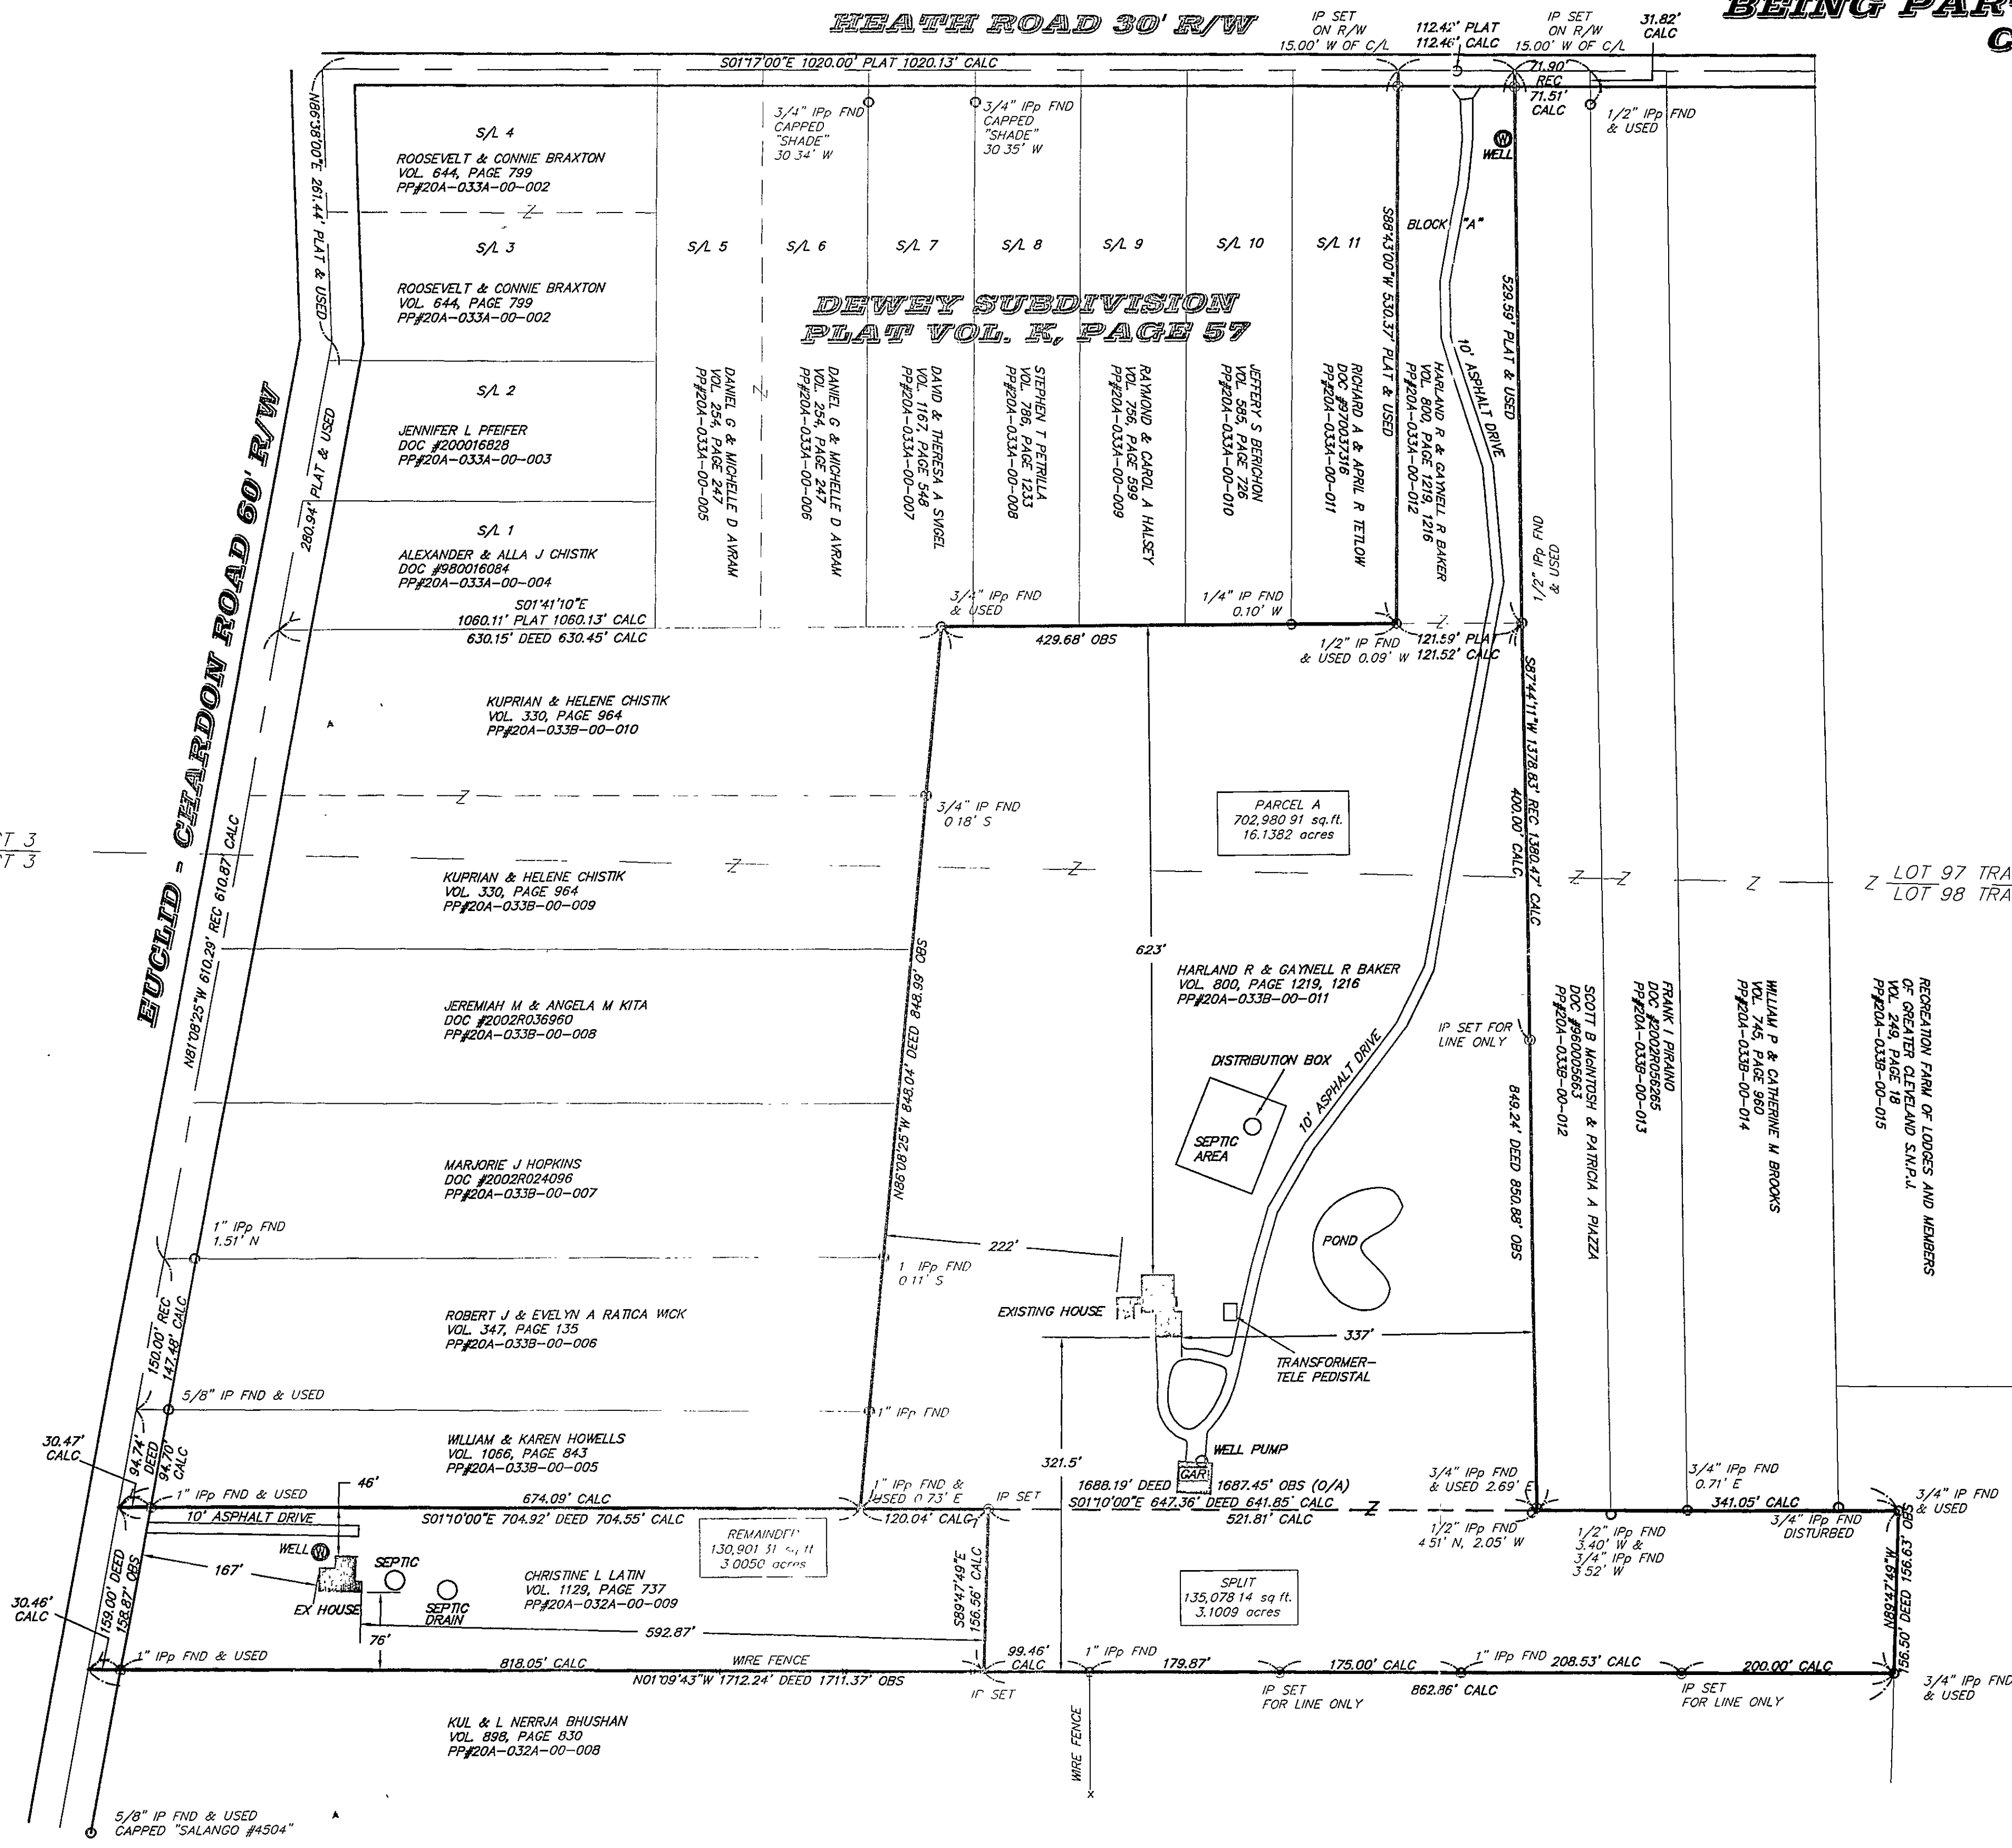 HEATH ROAD 30' R/W
IP SET
ON R/W
15.00' W OF C/L
112.42' PLAT
112.46' CALC
IP SET
ON R/W
15.00' W OF C/L
31.82'
CALC
BEING PAR
C
S01°17'00"E 1020.00' PLAT 1020.13' CALC
71.90'
REC
71.51'
CALC
1/2" IPp FND
& USED
N86°38'00"E 261.44' PLAT & USED
3/4" IPp FND
CAPPED
"SHADE"
30 34' W
3/4" IPp FND
CAPPED
"SHADE"
30 35' W
WELL
W
S/L 4
ROOSEVELT & CONNIE BRAXTON
VOL. 644, PAGE 799
PP#20A-033A-00-002
S/L 3
ROOSEVELT & CONNIE BRAXTON
VOL. 644, PAGE 799
PP#20A-033A-00-002
S/L 5
S/L 6
S/L 7
S/L 8
S/L 9
S/L 10
S/L 11
BLOCK "A"
DEWEY SUBDIVISION
PLAT VOL. K, PAGE 57
S88°43'00"W 530.37' PLAT & USED
529.59' PLAT & USED
10' ASPHALT DRIVE
S/L 2
JENNIFER L PFEIFER
DOC #200016828
PP#20A-033A-00-003
S/L 1
ALEXANDER & ALLA J CHISTIK
DOC #980016084
PP#20A-033A-00-004
DANIEL G & MICHELLE D AVRAM
VOL. 254, PAGE 247
PP#20A-033A-00-005
DANIEL G & MICHELLE D AVRAM
VOL. 254, PAGE 247
PP#20A-033A-00-006
DAVID & THERESA A SVIGEL
VOL. 1167, PAGE 548
PP#20A-033A-00-007
STEPHEN T PETRILLA
VOL. 786, PAGE 1233
PP#20A-033A-00-008
RAYMOND & CAROL A HALSEY
VOL. 756, PAGE 599
PP#20A-033A-00-009
JEFFERY S BERICHON
VOL. 585, PAGE 726
PP#20A-033A-00-010
RICHARD A & APRIL R TETLOW
DOC #970037316
PP#20A-033A-00-011
HARLAND R & GAYNELL R BAKER
VOL. 800, PAGE 1219, 1216
PP#20A-033A-00-012
1/2" IPp FND
& USED
280.94' PLAT & USED
EUCLID - CHARDON ROAD 60' R/W
S01°41'10"E
1060.11' PLAT 1060.13' CALC
630.15' DEED 630.45' CALC
3/4" IPp FND
& USED
1/4" IP FND
0.10' W
429.68' OBS
1/2" IP FND
& USED 0.09' W
121.59' PLAT
121.52' CALC
S87°44'11"W 1378.83' REC 1380.47' CALC
400.00' CALC
KUPRIAN & HELENE CHISTIK
VOL. 330, PAGE 964
PP#20A-033B-00-010
Z
3/4" IP FND
0 18' S
PARCEL A
702,980 91 sq.ft.
16.1382 acres
CT 3
CT 3
Z
Z
Z
Z
Z
Z
LOT 97 TRA
LOT 98 TRA
KUPRIAN & HELENE CHISTIK
VOL. 330, PAGE 964
PP#20A-033B-00-009
N81°08'25"W 610.29' REC 610.87' CALC
N86°08'25"W 848.04' DEED 848.99' OBS
623'
HARLAND R & GAYNELL R BAKER
VOL. 800, PAGE 1219, 1216
PP#20A-033B-00-011
JEREMIAH M & ANGELA M KITA
DOC #2002R036960
PP#20A-033B-00-008
IP SET FOR
LINE ONLY
SCOTT B McINTOSH & PATRICIA A PIAZZA
DOC #960005663
PP#20A-033B-00-012
FRANK I PIRAINO
DOC #2002R056265
PP#20A-033B-00-013
WILLIAM P & CATHERINE M BROOKS
VOL. 745, PAGE 960
PP#20A-033B-00-014
RECREATION FARM OF LODGES AND MEMBERS
OF GREATER CLEVELAND S.N.P.J.
VOL. 249, PAGE 18
PP#20A-033B-00-015
DISTRIBUTION BOX
SEPTIC
AREA
10' ASPHALT DRIVE
849.24' DEED 850.88' OBS
MARJORIE J HOPKINS
DOC #2002R024096
PP#20A-033B-00-007
1" IPp FND
1.51' N
222'
1 IPp FND
0 11' S
POND
EXISTING HOUSE
337'
TRANSFORMER-
TELE PEDISTAL
ROBERT J & EVELYN A RATICA WICK
VOL. 347, PAGE 135
PP#20A-033B-00-006
150.00' REC
147.48' CALC
5/8" IP FND & USED
1" IPp FND
WILLIAM & KAREN HOWELLS
VOL. 1066, PAGE 843
PP#20A-033B-00-005
30.47'
CALC
94.74'
DEED
94.70'
CALC
46'
321.5'
WELL PUMP
GAR
1688.19' DEED 1687.45' OBS (O/A)
S01°10'00"E 647.36' DEED 641.85' CALC
521.81' CALC
Z
1" IPp FND & USED
674.09' CALC
1" IPp FND &
USED 0 73' E
IP SET
120.04' CALC
3/4" IPp FND
& USED 2.69' E
1/2" IPp FND
4 51' N, 2.05' W
3/4" IPp FND
0.71' E
341.05' CALC
3/4" IP FND
& USED
1/2" IPp FND
3.40' W &
3/4" IPp FND
3 52' W
3/4" IPp FND
DISTURBED
10' ASPHALT DRIVE
S01°10'00"E 704.92' DEED 704.55' CALC
REMAINDER
130,901 31 sq ft
3 0050 acres
WELL
W
167'
SEPTIC
EX HOUSE
SEPTIC
DRAIN
CHRISTINE L LATIN
VOL. 1129, PAGE 737
PP#20A-032A-00-009
S89°47'49"E
156.56' CALC
SPLIT
135,078 14 sq ft.
3.1009 acres
N89°47'49"W
156.50' DEED 156.63' OBS
30.46'
CALC
159.00' DEED
158.87' OBS
76'
592.87'
1" IPp FND & USED
818.05' CALC
WIRE FENCE
99.46'
CALC
1" IPp FND
179.87'
175.00' CALC
1" IPp FND
208.53' CALC
200.00' CALC
N01°09'43"W 1712.24' DEED 1711.37' OBS
IP SET
IP SET
FOR LINE ONLY
862.86' CALC
IP SET
FOR LINE ONLY
3/4" IPp FND
& USED
KUL & L NERRJA BHUSHAN
VOL. 898, PAGE 830
PP#20A-032A-00-008
WIRE FENCE
x
5/8" IP FND & USED
CAPPED "SALANGO #4504"